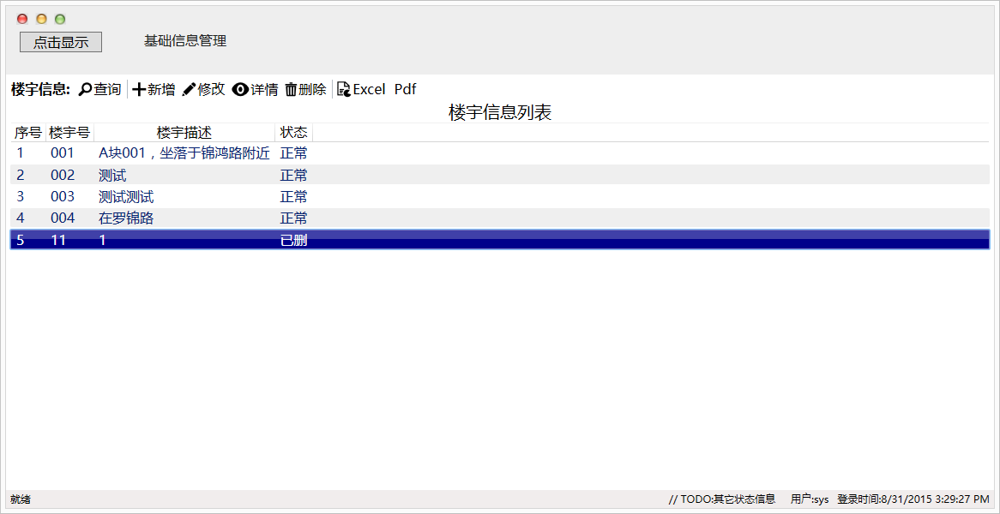 点击显示 基础信息管理
楼宇信息: 查询 新增 修改 详情 删除 Excel Pdf
楼宇信息列表
序号 楼宇号 楼宇描述 状态
1 001 A块001，坐落于锦鸿路附近 正常
2 002 测试 正常
3 003 测试测试 正常
4 004 在罗锦路 正常
5 11 1 已删
就绪 // TODO:其它状态信息 用户:sys 登录时间:8/31/2015 3:29:27 PM